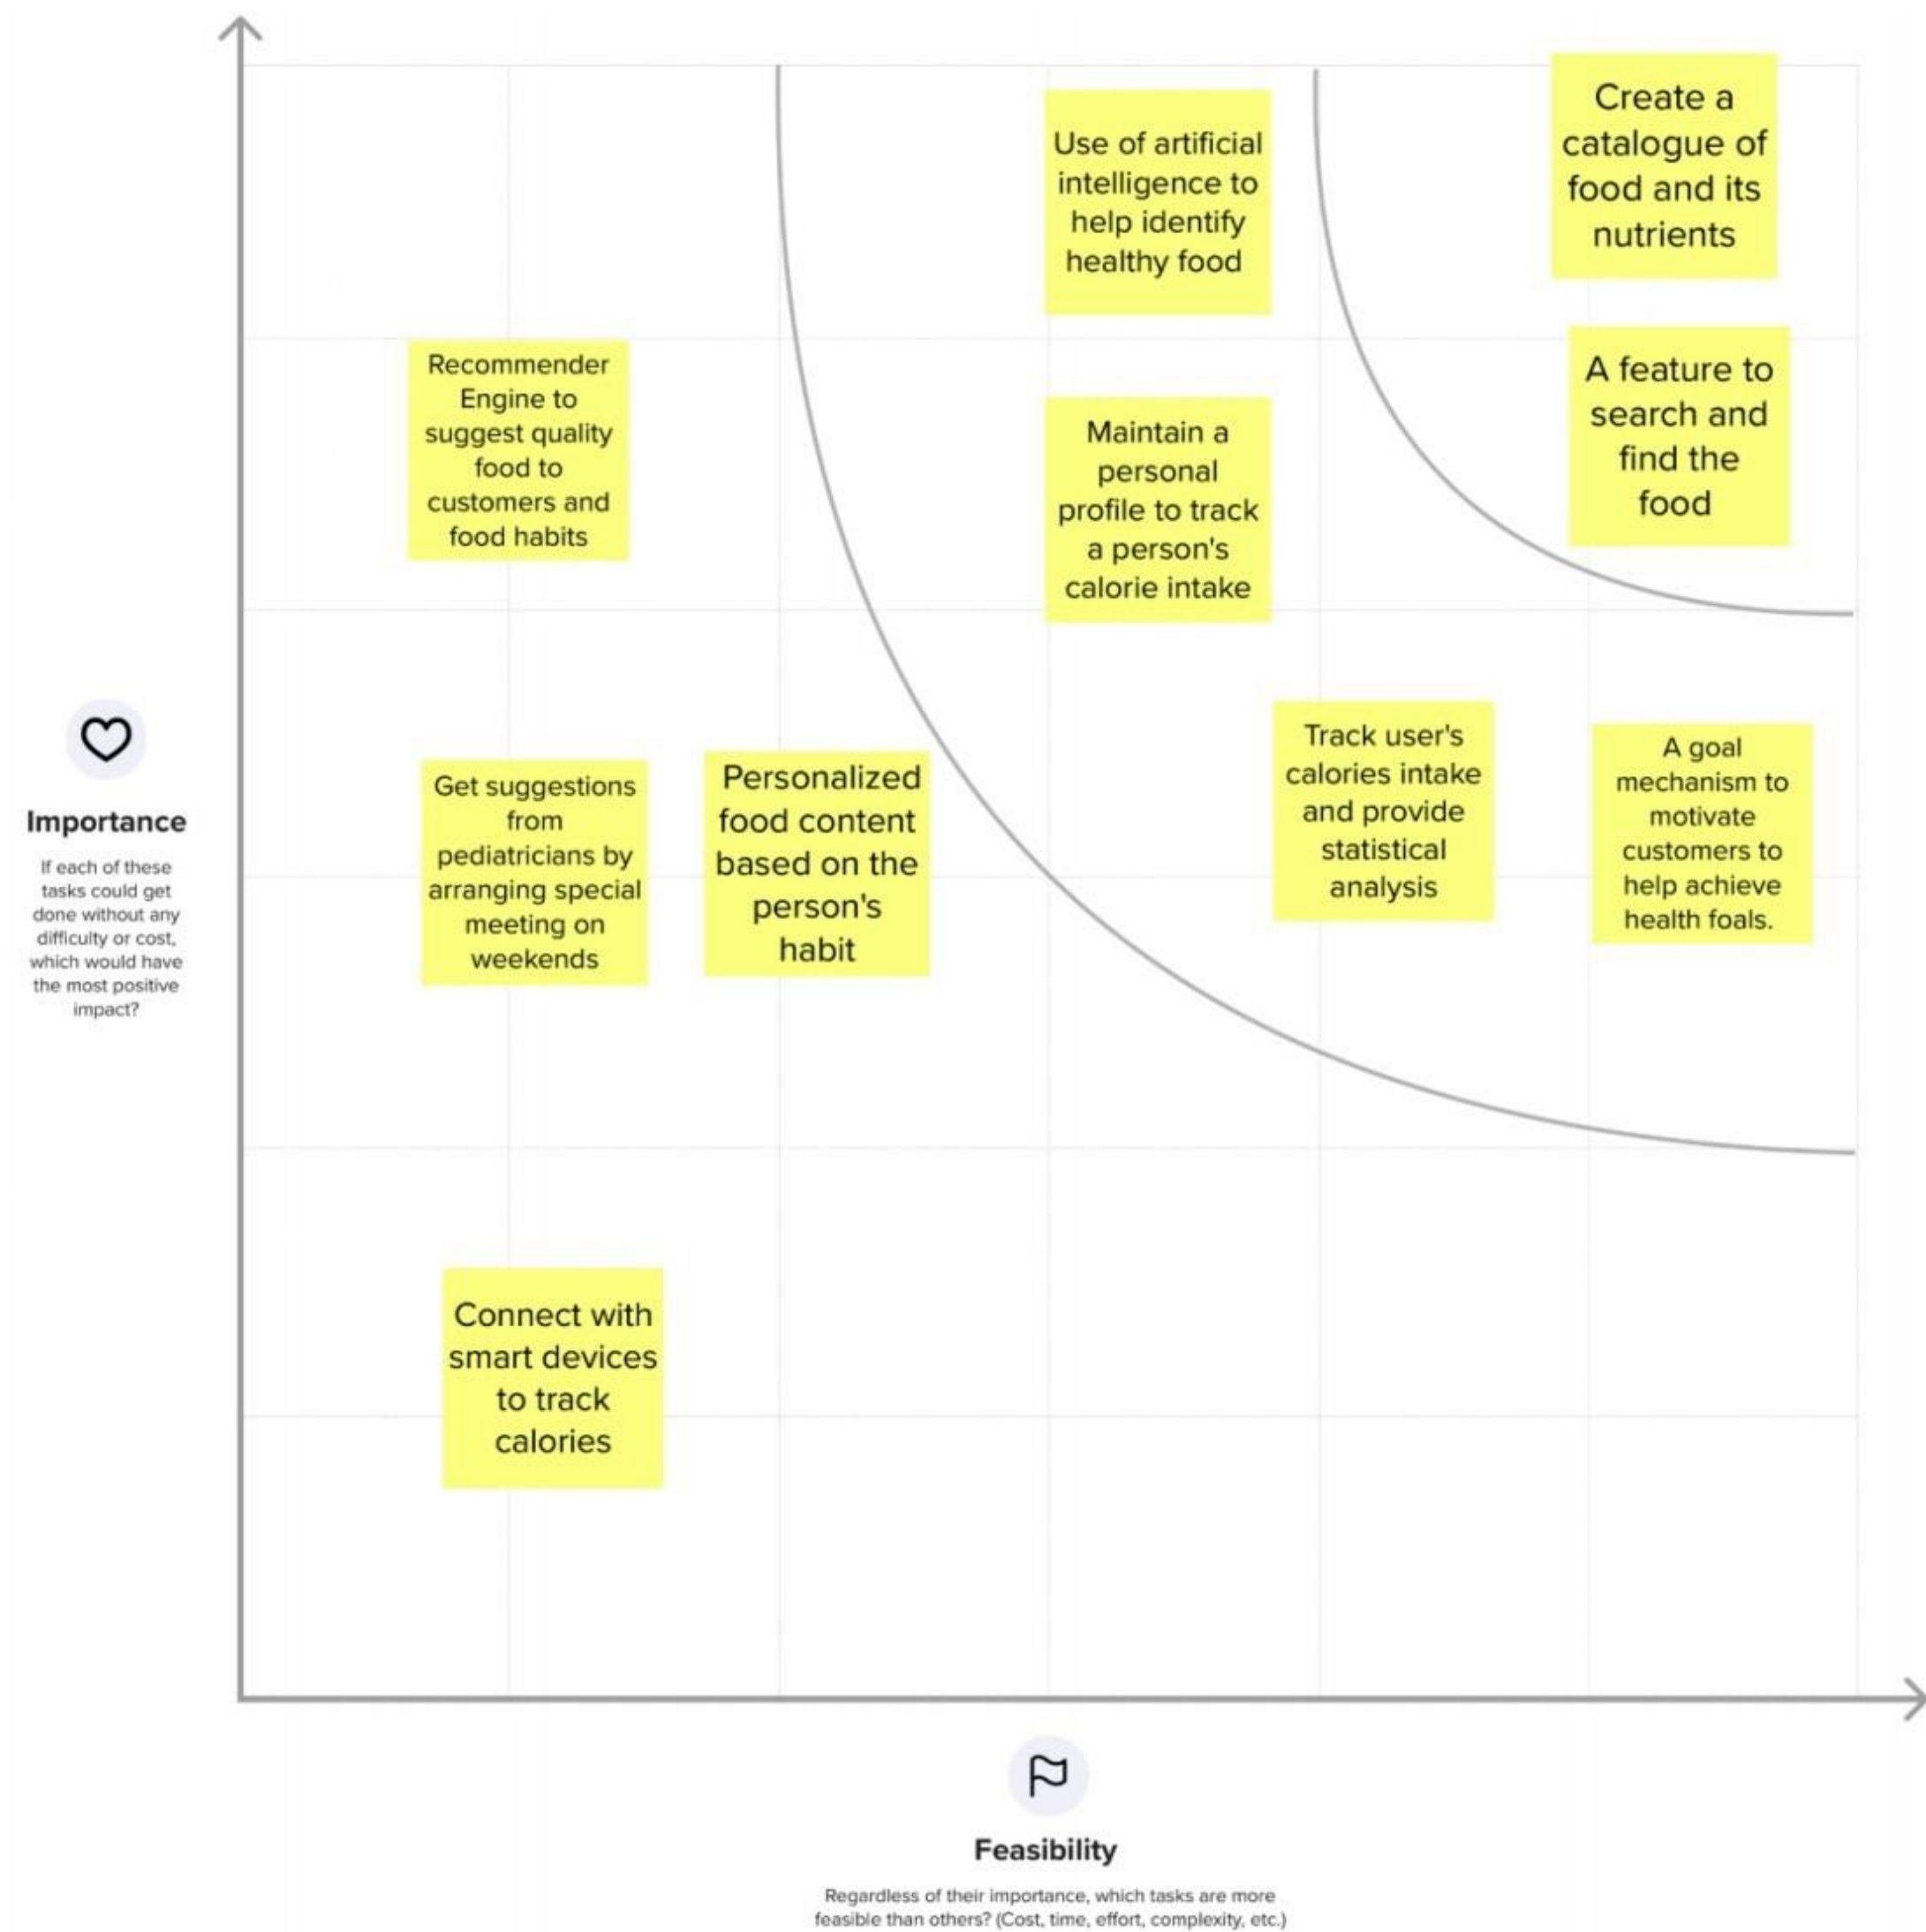 Use of artificial
intelligence to
help identify
healthy food
Create a
catalogue of
food and its
nutrients
Recommender
Engine to
suggest quality
food to
customers and
food habits
Maintain a
personal
profile to track
a person's
calorie intake
A feature to
search and
find the
food
Importance
If each of these
tasks could get
done without any
difficulty or cost,
which would have
the most positive
impact?
Get suggestions
from
pediatricians by
arranging special
meeting on
weekends
Personalized
food content
based on the
person's
habit
Track user's
calories intake
and provide
statistical
analysis
A goal
mechanism to
motivate
customers to
help achieve
health foals.
Connect with
smart devices
to track
calories
Feasibility
Regardless of their importance, which tasks are more
feasible than others? (Cost, time, effort, complexity, etc.)